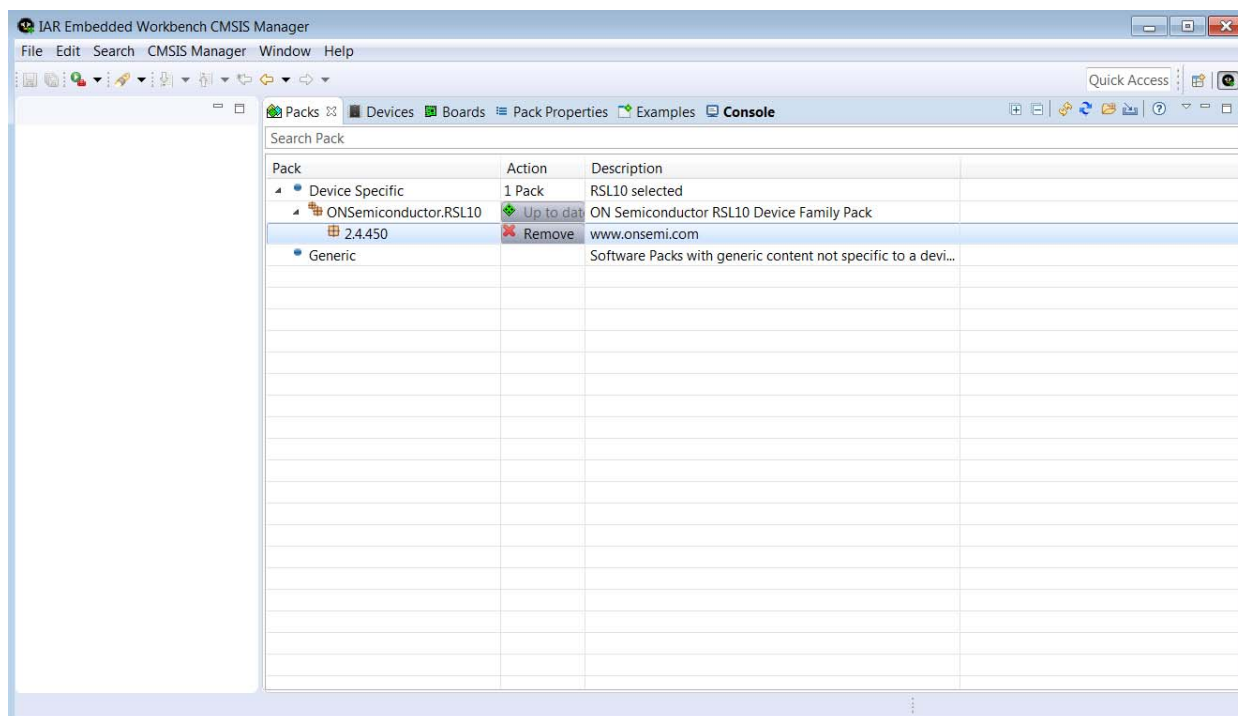 IAR Embedded Workbench CMSIS Manager
File Edit Search CMSIS Manager Window Help
Quick Access
Packs Devices Boards Pack Properties Examples Console
Search Pack
Pack Action Description
Device Specific 1 Pack RSL10 selected
ONSemiconductor.RSL10 Up to dat ON Semiconductor RSL10 Device Family Pack
2.4.450 Remove www.onsemi.com
Generic Software Packs with generic content not specific to a devi...